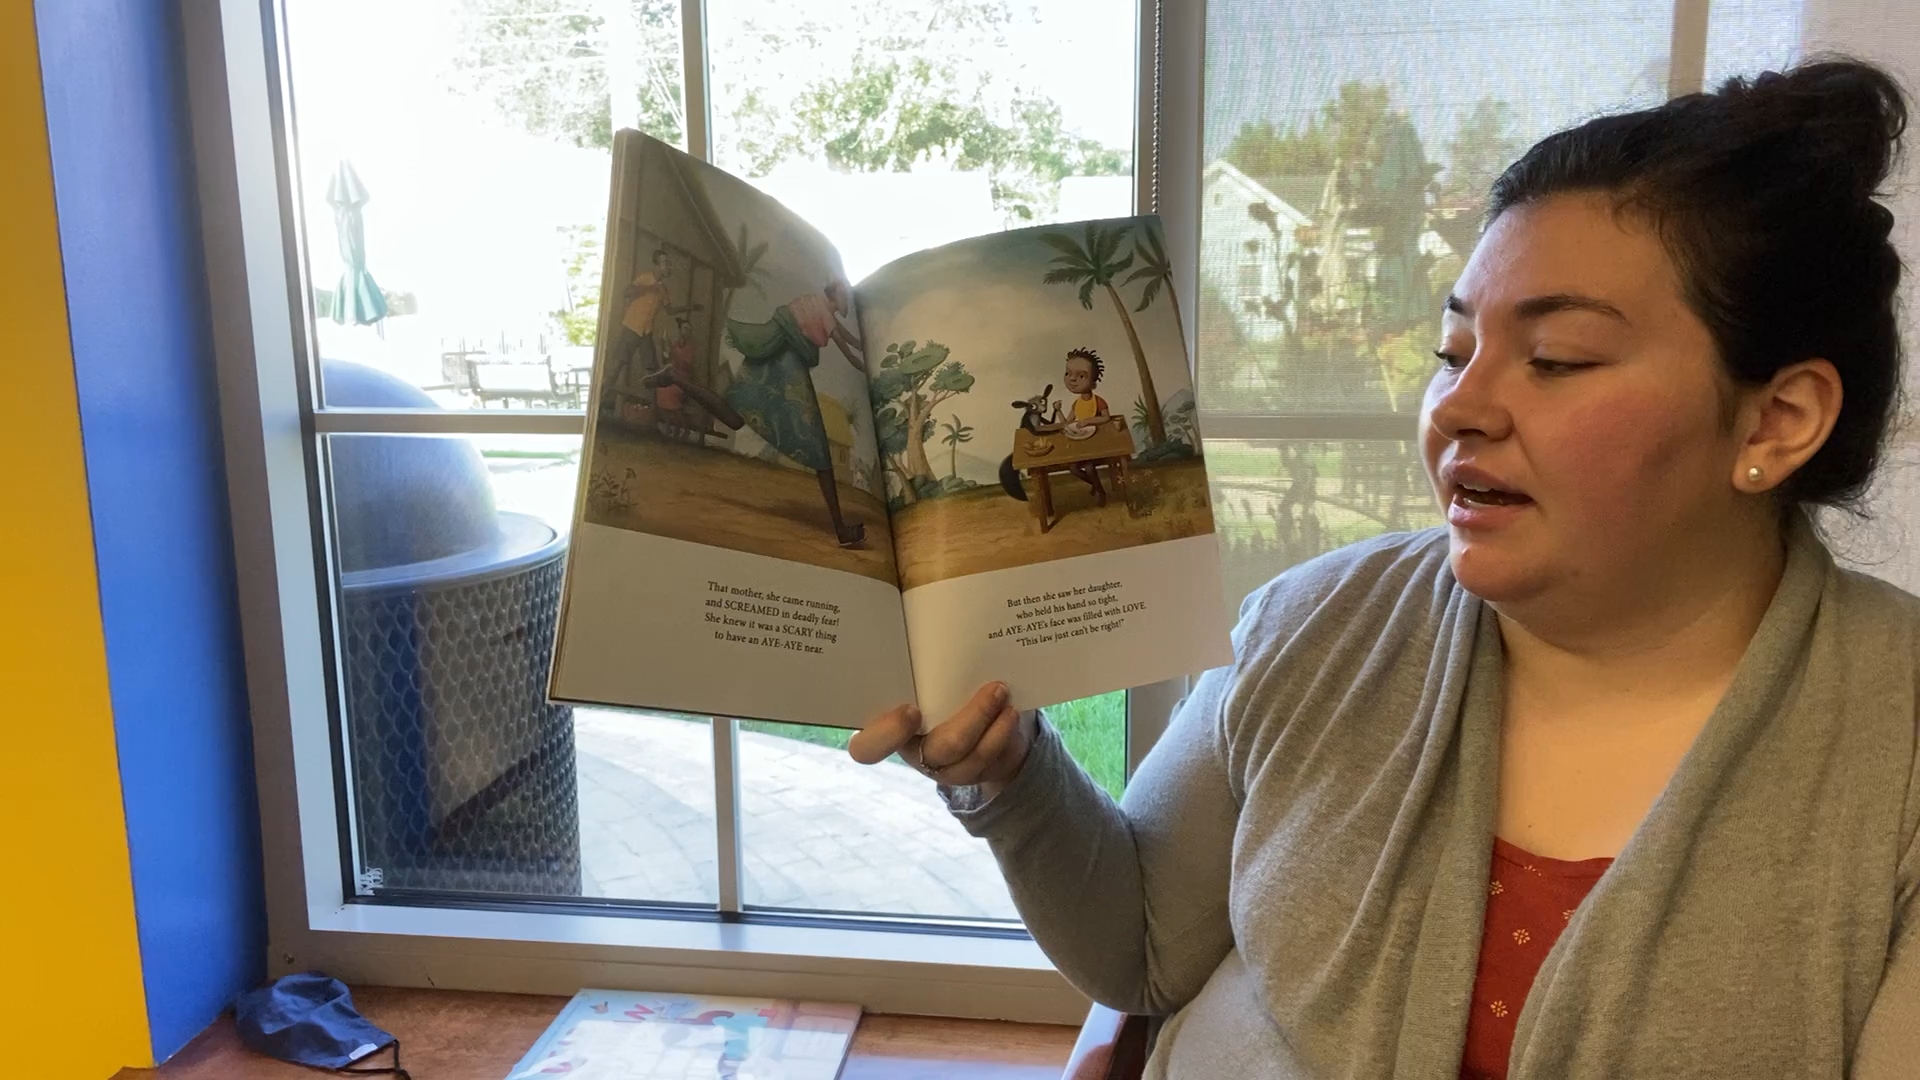 That mother, she came running,
and SCREAMED in deadly fear!
She knew it was a SCARY thing
to have an AYE-AYE near.
But then she saw her daughter,
who held his hand so tight,
and AYE-AYE's face was filled with LOVE.
"This law just can't be right!"